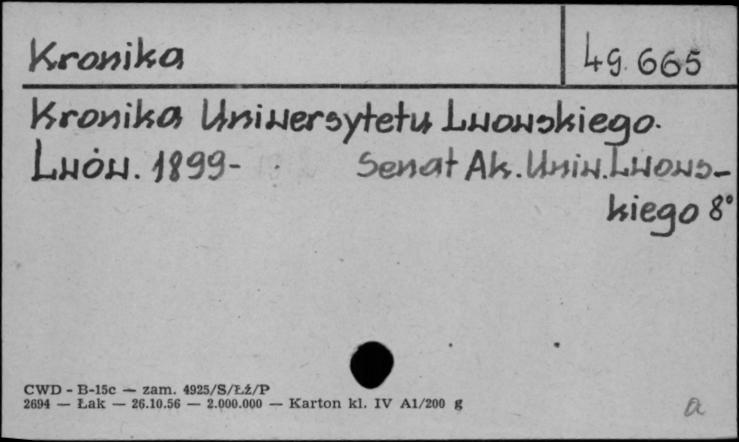 Kronika
49.665
Kronika Uniwersytetu Lwowskiego.
Lwów. 1899- Senat Ak. Uniw. Lwows-
kiego 8°
CWD - B-15c — zam. 4925/S/Łź/P
2694 — Łak — 26.10.56 — 2.000.000 — Karton kl. IV A1/200 g
a